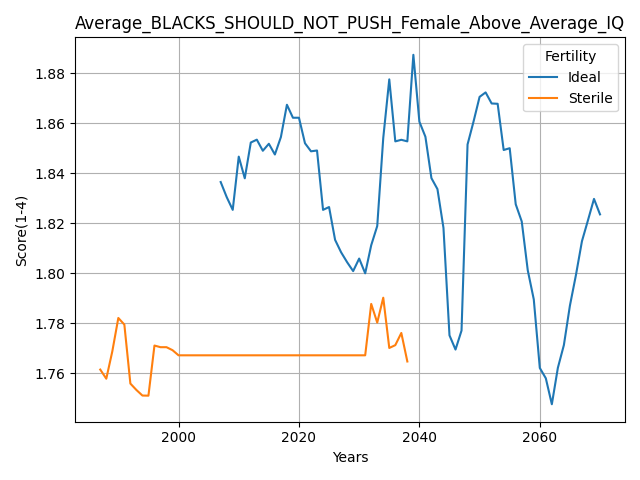 Average_BLACKS_SHOULD_NOT_PUSH_Female_Above_Average_IQ
Fertility
Ideal
Sterile
Score(1-4)
1.88
1.86
1.84
1.82
1.80
1.78
1.76
2000
2020
2040
2060
Years